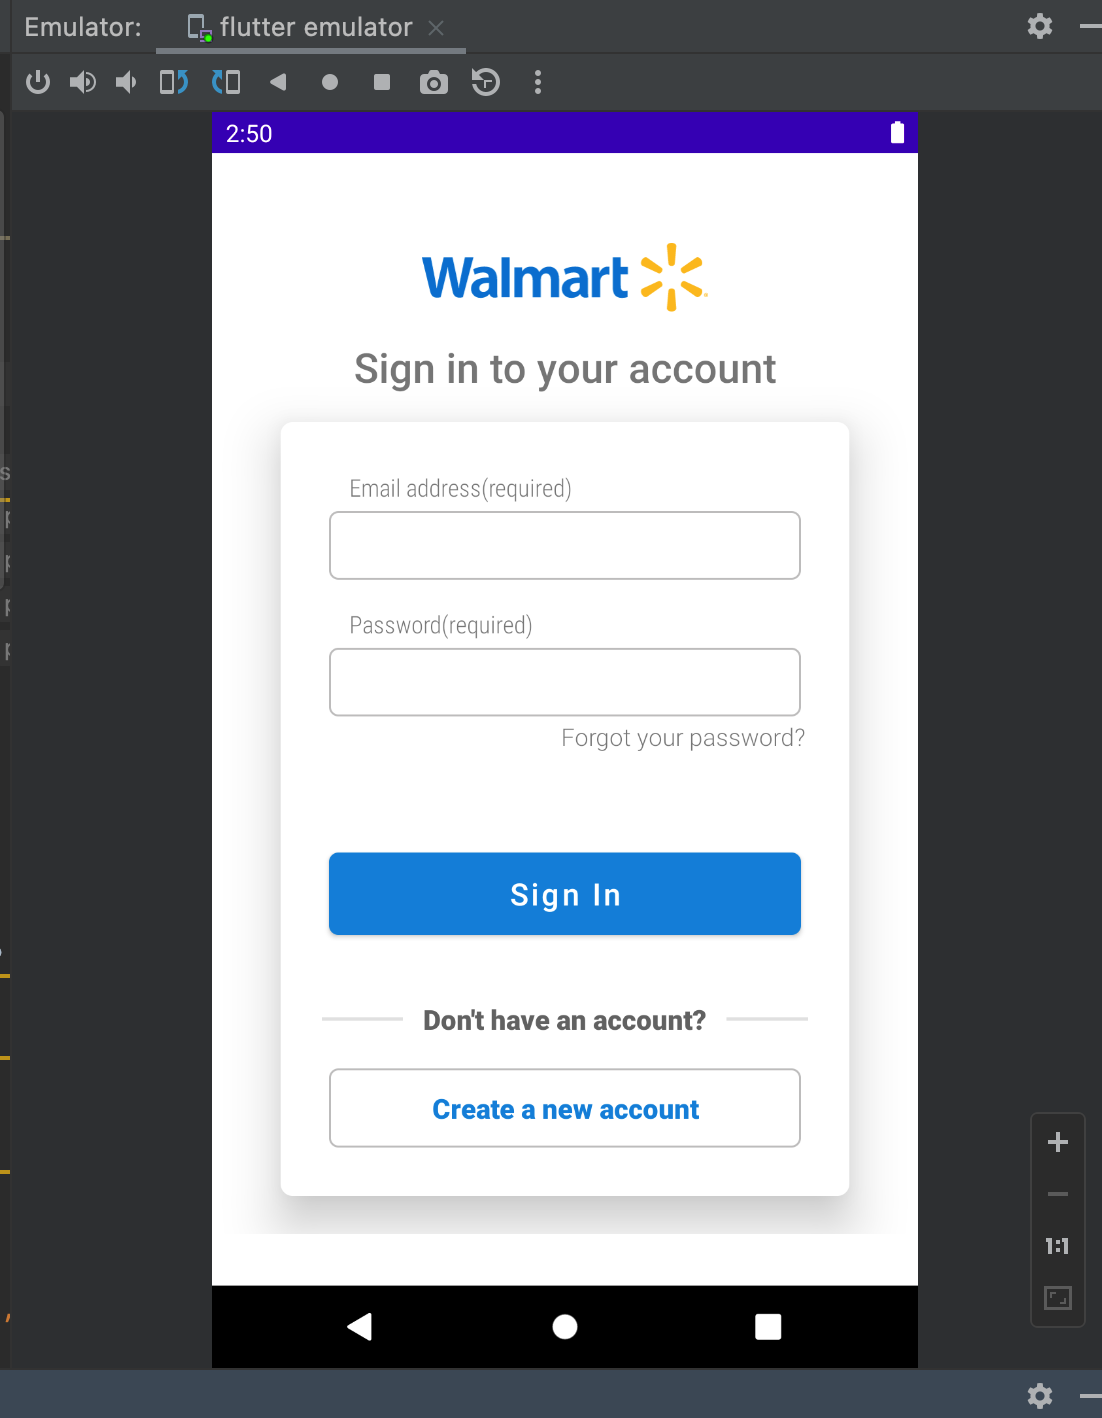 Emulator: flutter emulator
2:50
Walmart
Sign in to your account
Email address(required)
Password(required)
Forgot your password?
Sign In
Don't have an account?
Create a new account
1:1